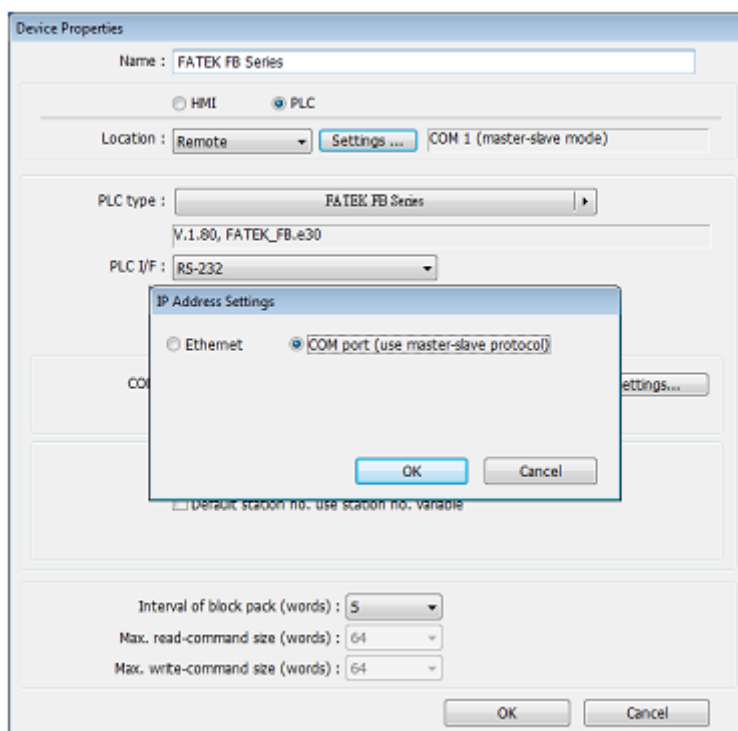 Device Properties
Name : FATEK FB Series
HMI PLC
Location : Remote Settings ... COM 1 (master-slave mode)
PLC type : FATEK FB Series
V.1.80, FATEK_FB.e30
PLC I/F : RS-232
IP Address Settings
Ethernet COM port (use master-slave protocol)
CO ettings...
OK Cancel
Default station no. use station no. variable
Interval of block pack (words) : 5
Max. read-command size (words) : 64
Max. write-command size (words) : 64
OK Cancel